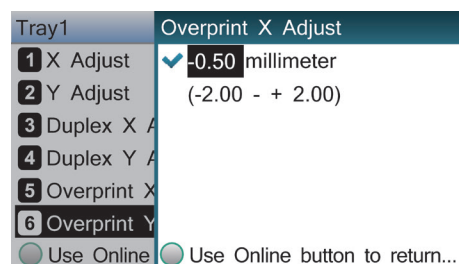 Tray1
1 X Adjust
2 Y Adjust
3 Duplex X A
4 Duplex Y A
5 Overprint X
6 Overprint Y
Use Online
Overprint X Adjust
-0.50 millimeter
(-2.00 - + 2.00)
Use Online button to return...